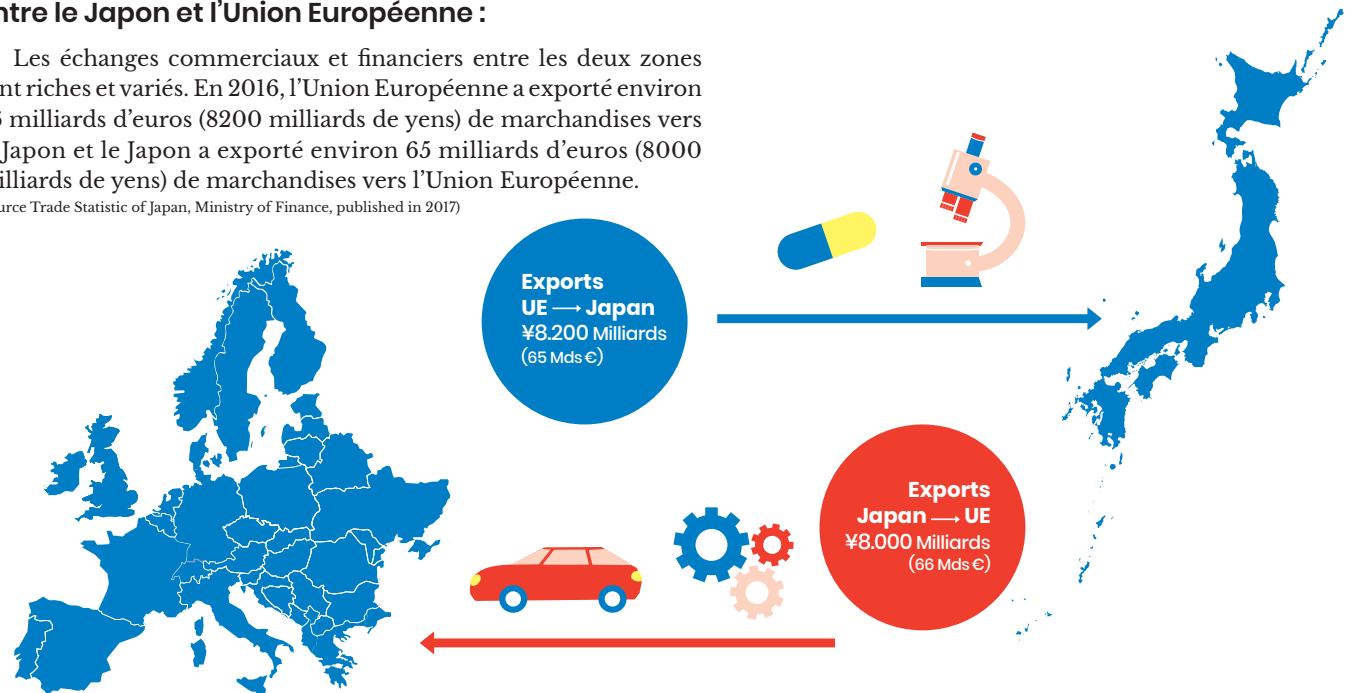 ntre le Japon et l’Union Européenne :
Les échanges commerciaux et financiers entre les deux zones
nt riches et variés. En 2016, l’Union Européenne a exporté environ
6 milliards d’euros (8200 milliards de yens) de marchandises vers
Japon et le Japon a exporté environ 65 milliards d’euros (8000
illiards de yens) de marchandises vers l’Union Européenne.
urce Trade Statistic of Japan, Ministry of Finance, published in 2017)
Exports
UE → Japan
¥8.200 Milliards
(65 Mds €)
Exports
Japan → UE
¥8.000 Milliards
(66 Mds €)